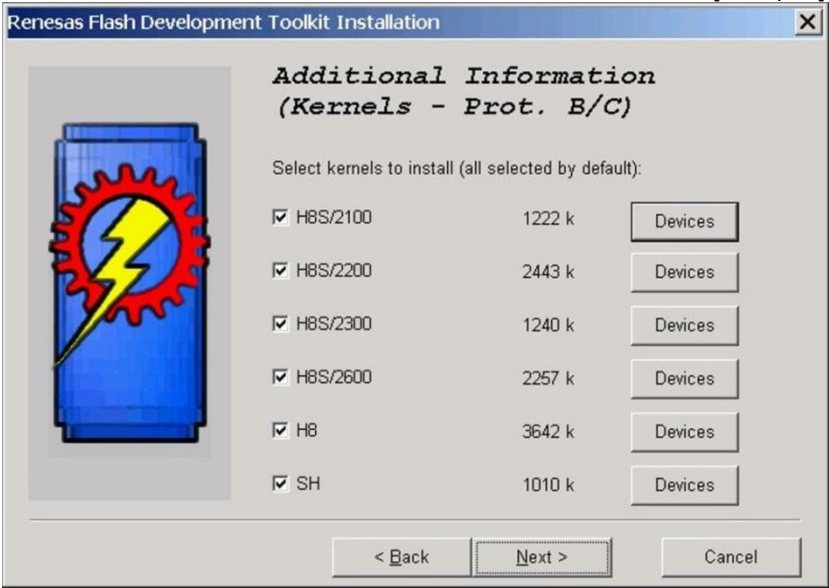 Renesas Flash Development Toolkit Installation
Additional Information
(Kernels - Prot. B/C)
Select kernels to install (all selected by default):
H8S/2100 1222 k Devices
H8S/2200 2443 k Devices
H8S/2300 1240 k Devices
H8S/2600 2257 k Devices
H8 3642 k Devices
SH 1010 k Devices
< Back Next > Cancel